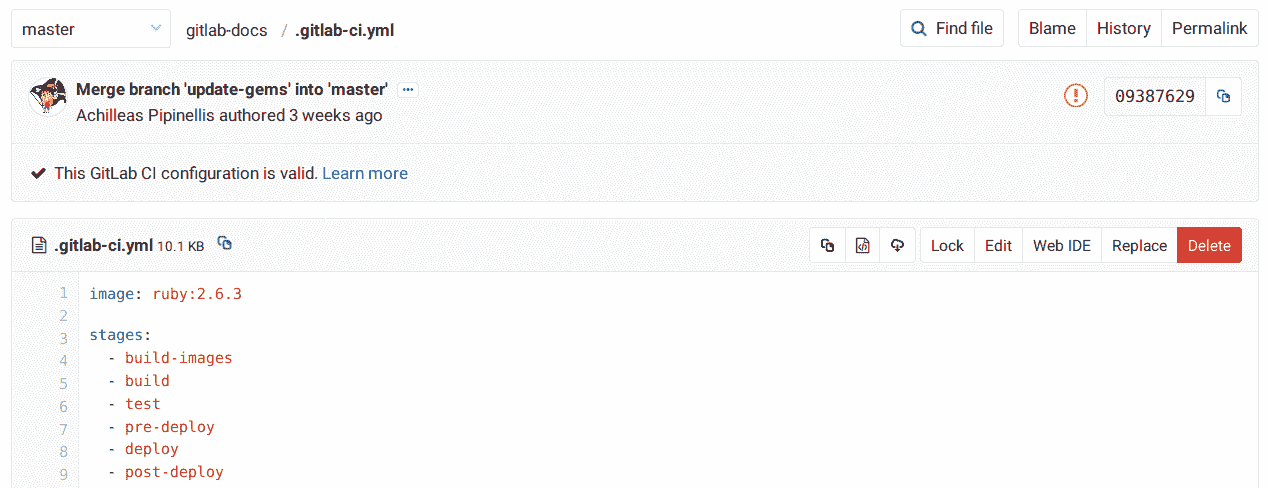 master gitlab-docs / .gitlab-ci.yml Find file Blame History Permalink
Merge branch 'update-gems' into 'master' ...
Achilleas Pipinellis authored 3 weeks ago
09387629
This GitLab CI configuration is valid. Learn more
.gitlab-ci.yml 10.1 KB Lock Edit Web IDE Replace Delete
1 image: ruby:2.6.3
2
3 stages:
4 - build-images
5 - build
6 - test
7 - pre-deploy
8 - deploy
9 - post-deploy